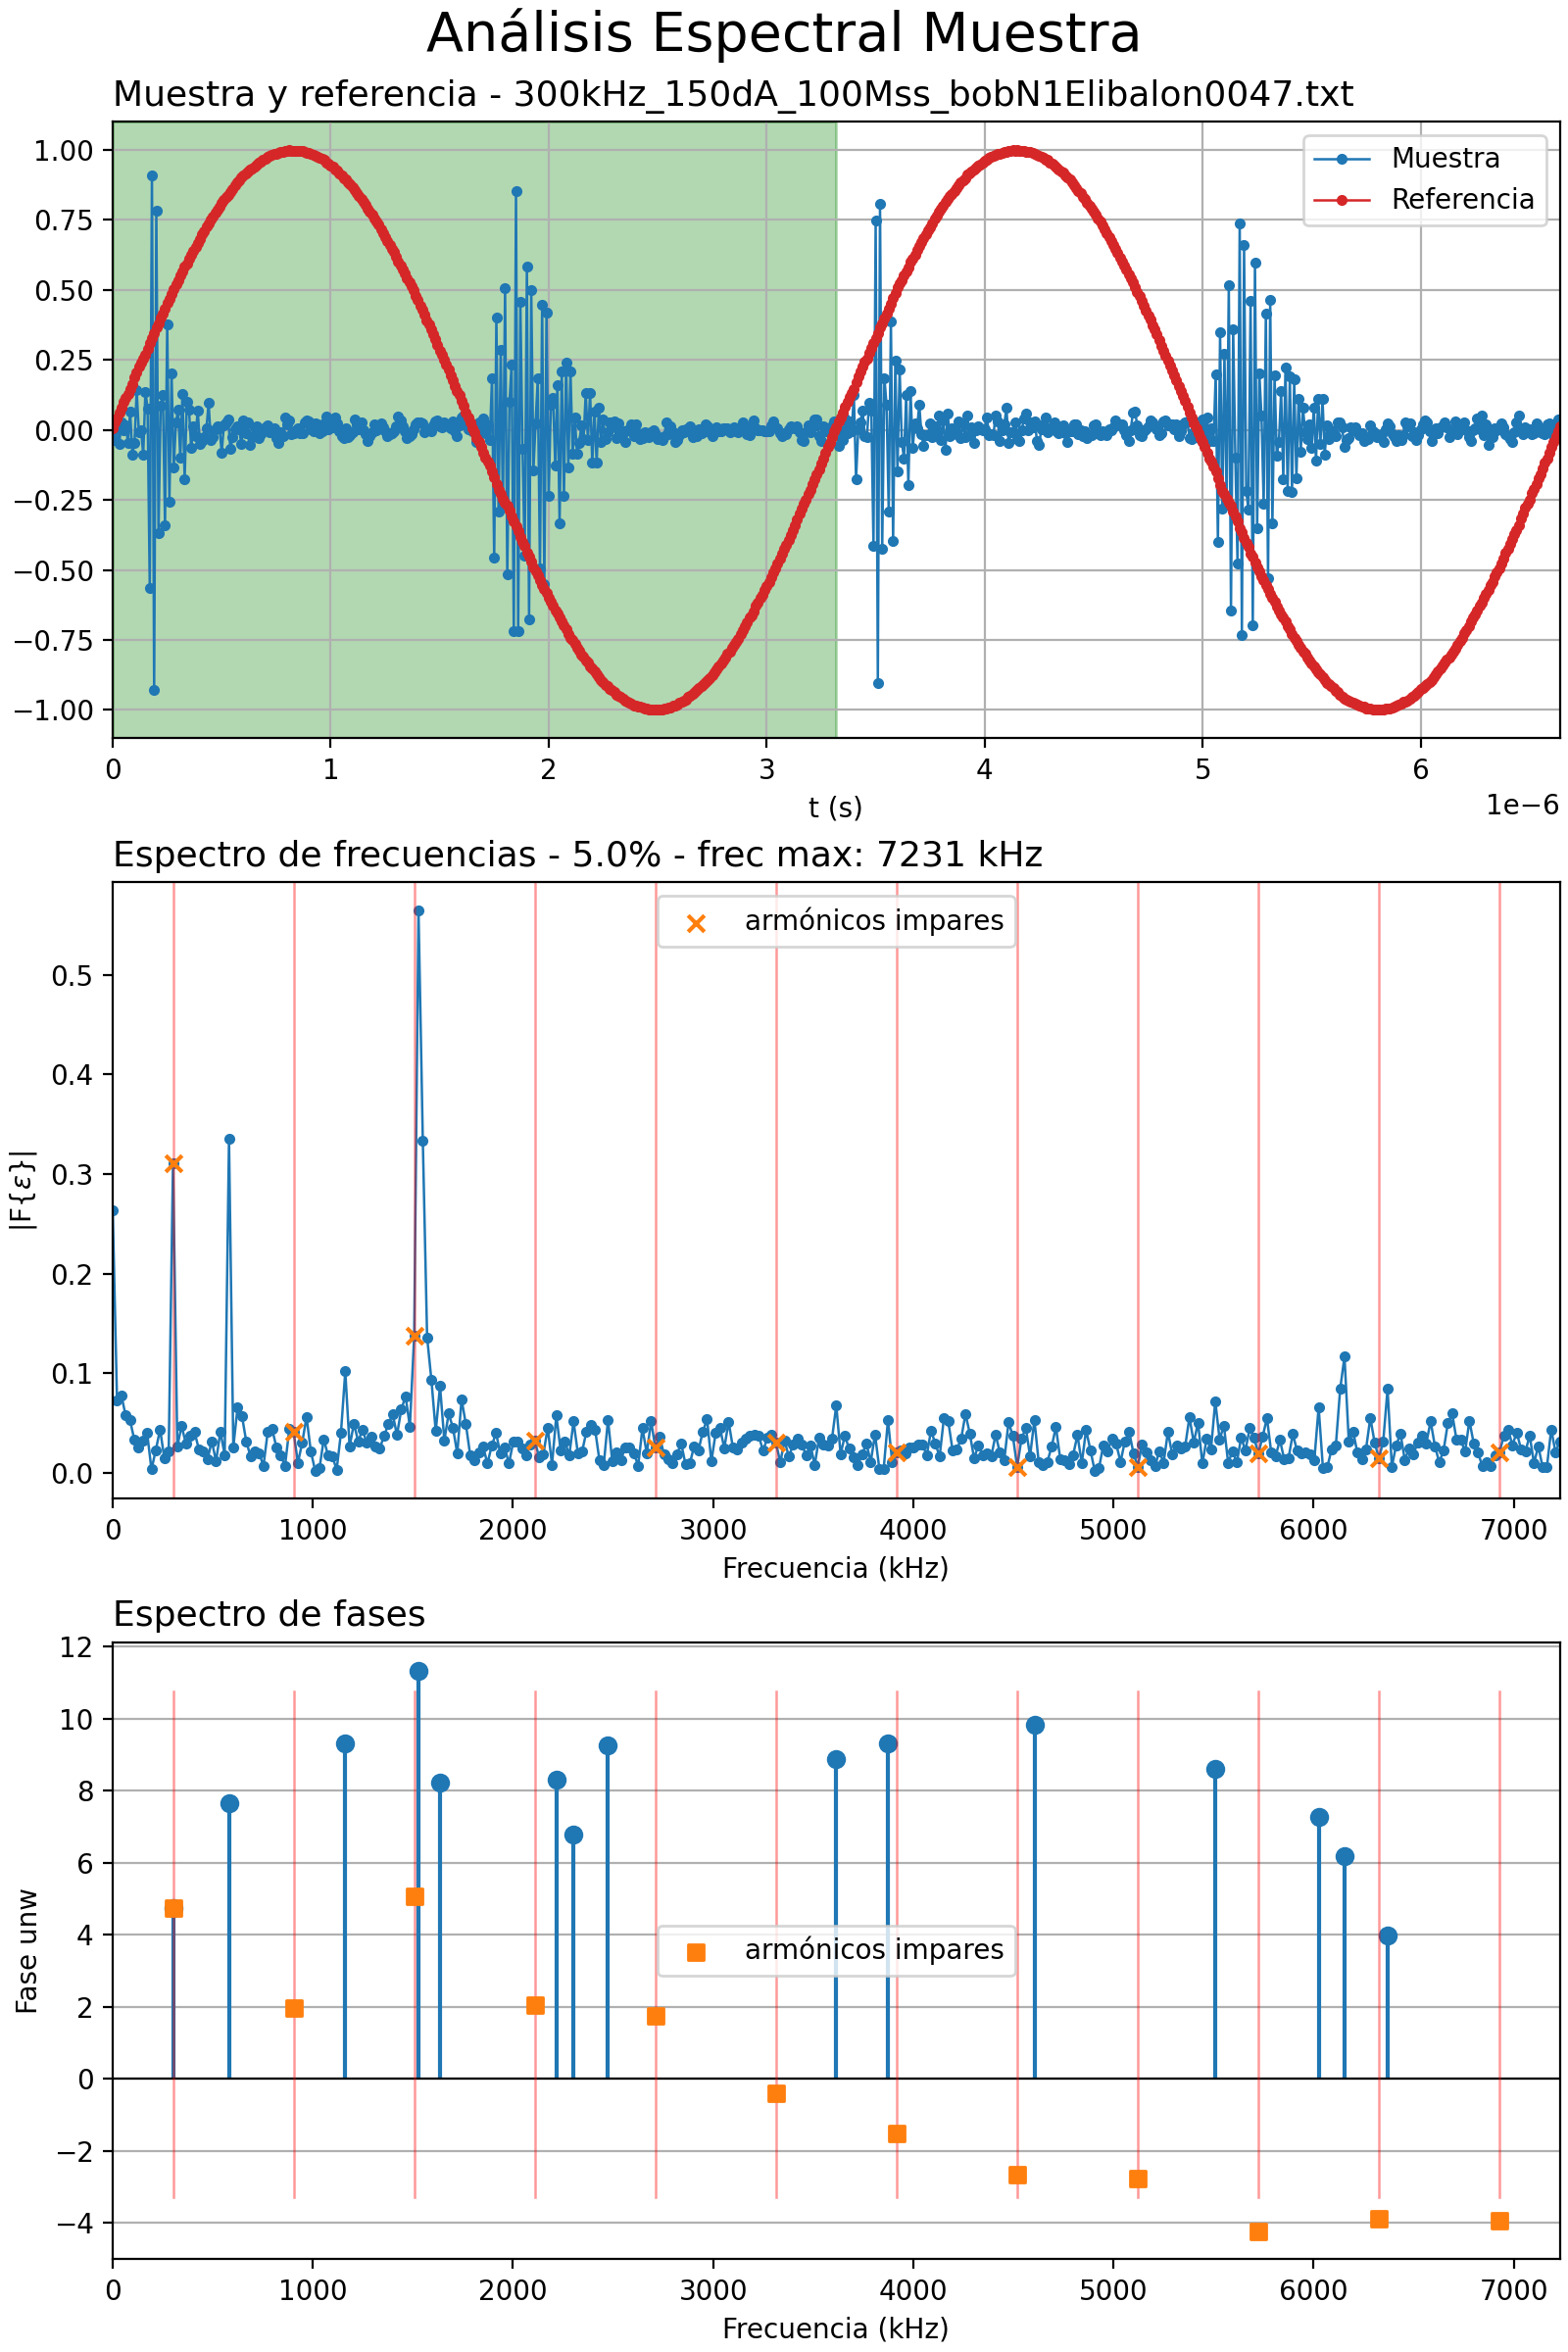 Análisis Espectral Muestra
Muestra y referencia - 300kHz_150dA_100Mss_bobN1Elibalon0047.txt
1.00
0.75
0.50
0.25
0.00
−0.25
−0.50
−0.75
−1.00
Muestra
Referencia
0 1 2 3 4 5 6
t (s)
1e−6
Espectro de frecuencias - 5.0% - frec max: 7231 kHz
armónicos impares
|F{ε}|
0.5
0.4
0.3
0.2
0.1
0.0
0 1000 2000 3000 4000 5000 6000 7000
Frecuencia (kHz)
Espectro de fases
Fase unw
12
10
8
6
4
2
0
−2
−4
armónicos impares
0 1000 2000 3000 4000 5000 6000 7000
Frecuencia (kHz)